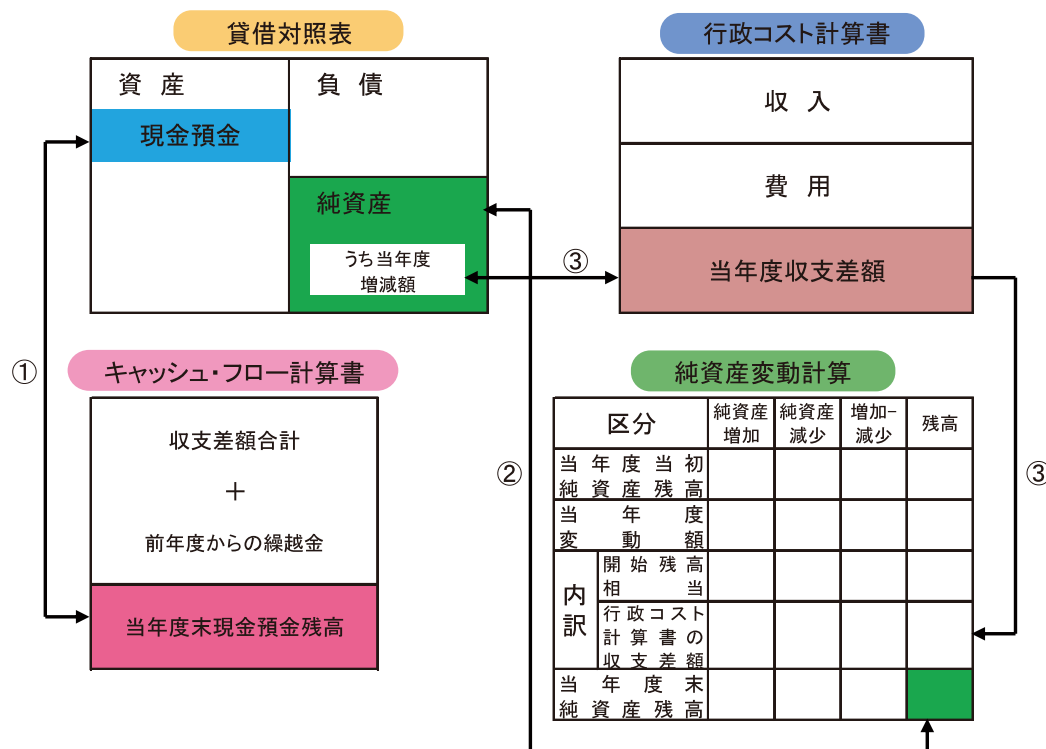 貸借対照表
資産
負債
現金預金
純資産
うち当年度
増減額
行政コスト計算書
収入
費用
当年度収支差額
③
①
キャッシュ・フロー計算書
収支差額合計
＋
前年度からの繰越金
当年度末現金預金残高
②
純資産変動計算
区分
純資産
増加
純資産
減少
増加−
減少
残高
当年度当初
純資産残高
当年度
変動額
内訳
開始残高
相当
行政コスト
計算書の
収支差額
当年度末
純資産残高
③